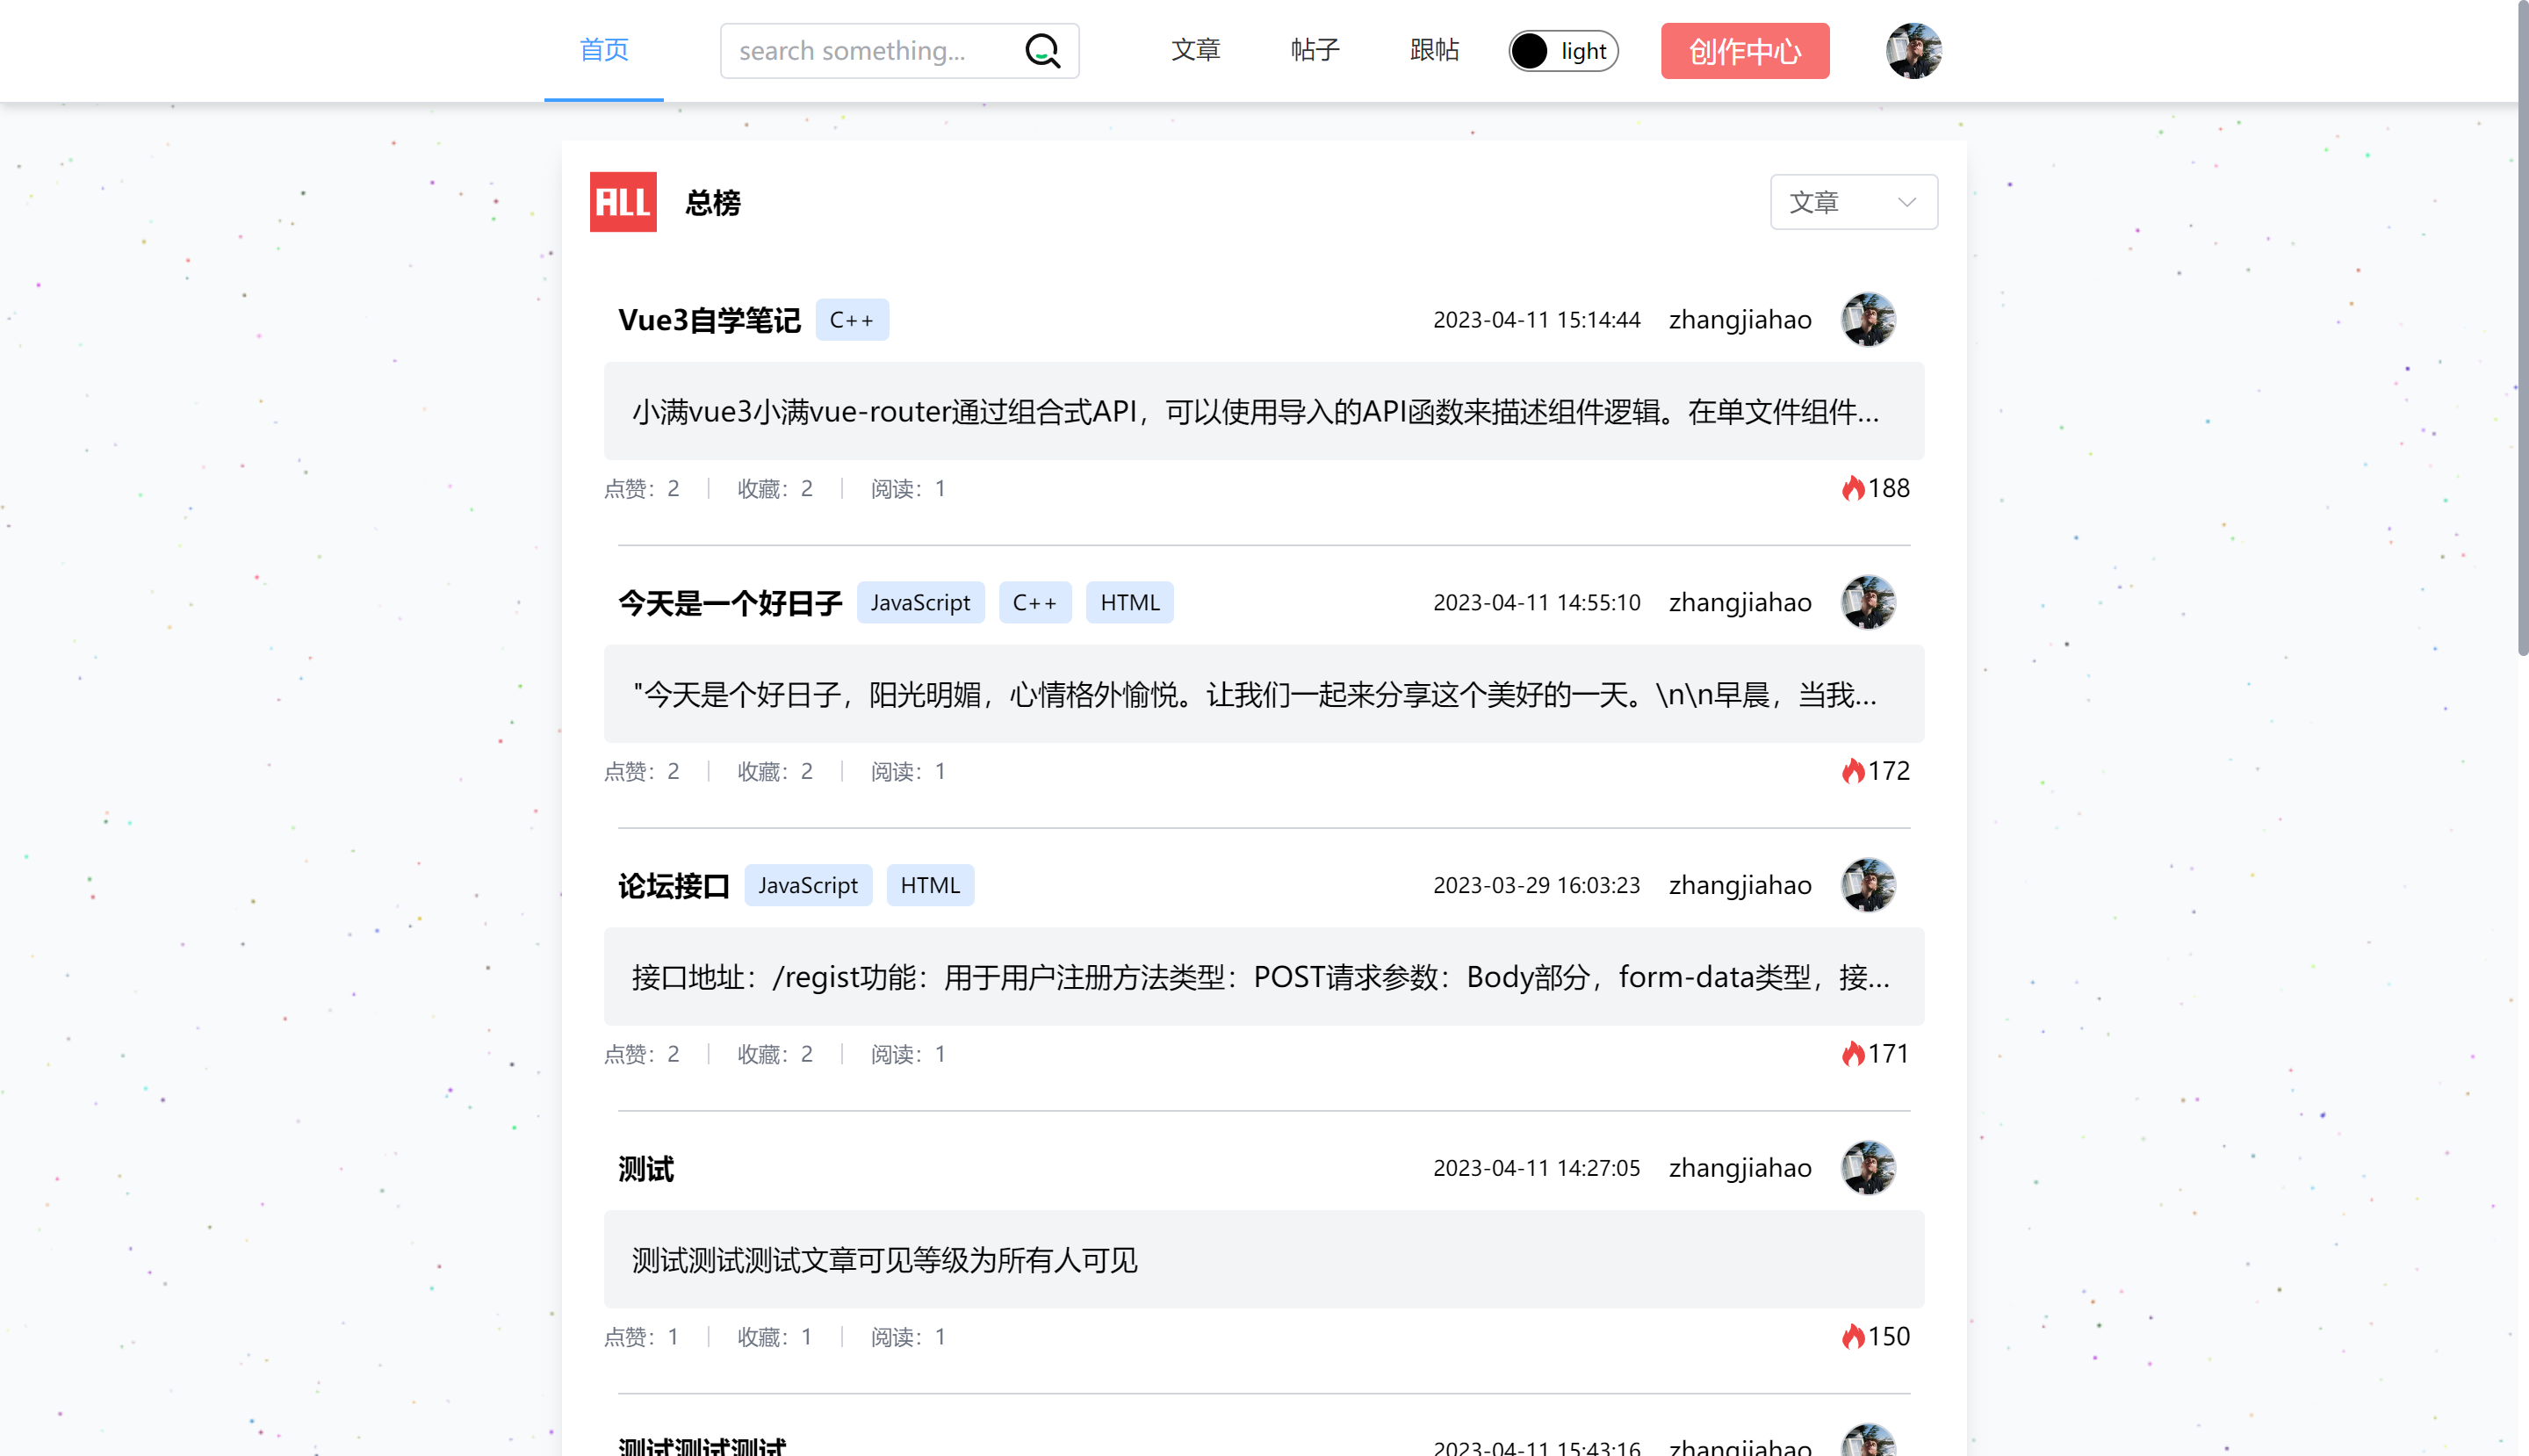 首页
search something...
文章
帖子
跟帖
light
创作中心
ALL
总榜
文章
Vue3自学笔记 C++ 2023-04-11 15:14:44 zhangjiahao
小满vue3小满vue-router通过组合式API，可以使用导入的API函数来描述组件逻辑。在单文件组件...
点赞：2 收藏：2 阅读：1 188
今天是一个好日子 JavaScript C++ HTML 2023-04-11 14:55:10 zhangjiahao
"今天是个好日子，阳光明媚，心情格外愉悦。让我们一起来分享这个美好的一天。\n\n早晨，当我...
点赞：2 收藏：2 阅读：1 172
论坛接口 JavaScript HTML 2023-03-29 16:03:23 zhangjiahao
接口地址：/regist功能：用于用户注册方法类型：POST请求参数：Body部分，form-data类型，接...
点赞：2 收藏：2 阅读：1 171
测试 2023-04-11 14:27:05 zhangjiahao
测试测试测试文章可见等级为所有人可见
点赞：1 收藏：1 阅读：1 150
测试测试测试 2023-04-11 15:43:16 zhangjiahao